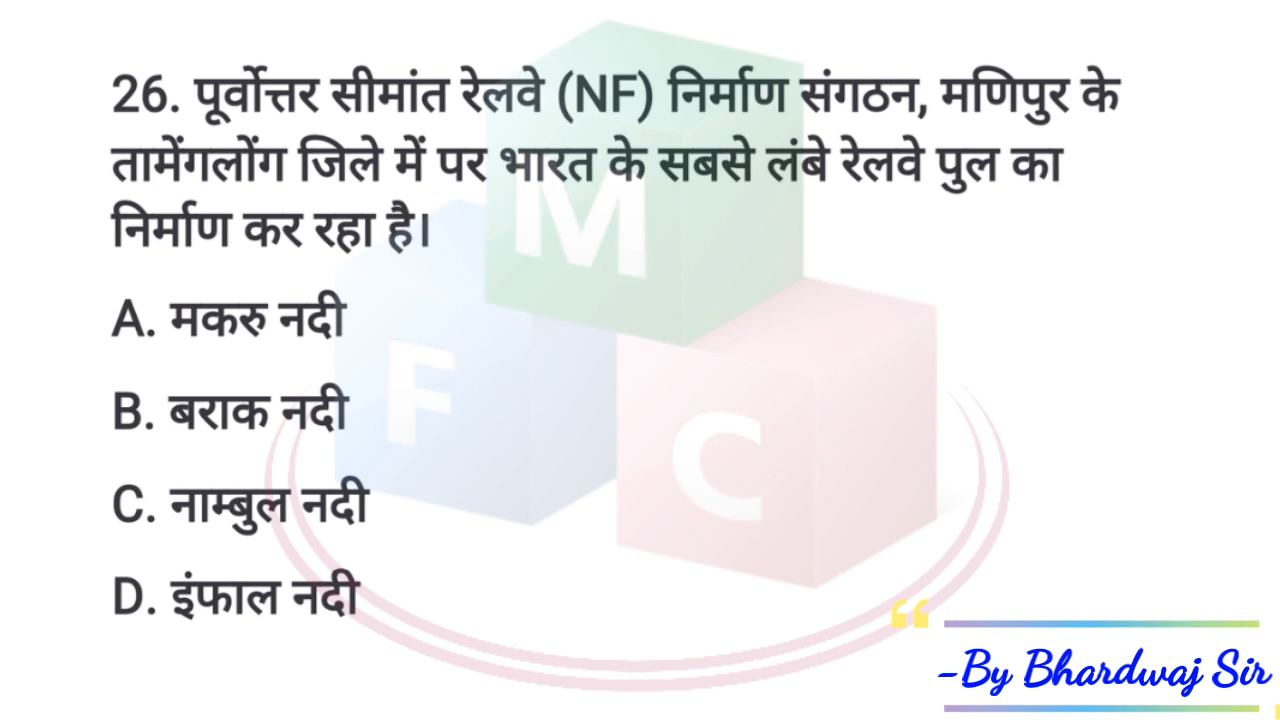 26. पूर्वोत्तर सीमांत रेलवे (NF) निर्माण संगठन, मणिपुर के
तामेंगलोंग जिले में पर भारत के सबसे लंबे रेलवे पुल का
निर्माण कर रहा है।
A. मकरु नदी
B. बराक नदी
C. नाम्बुल नदी
D. इंफाल नदी
M
F
C
“
-By Bhardwaj Sir